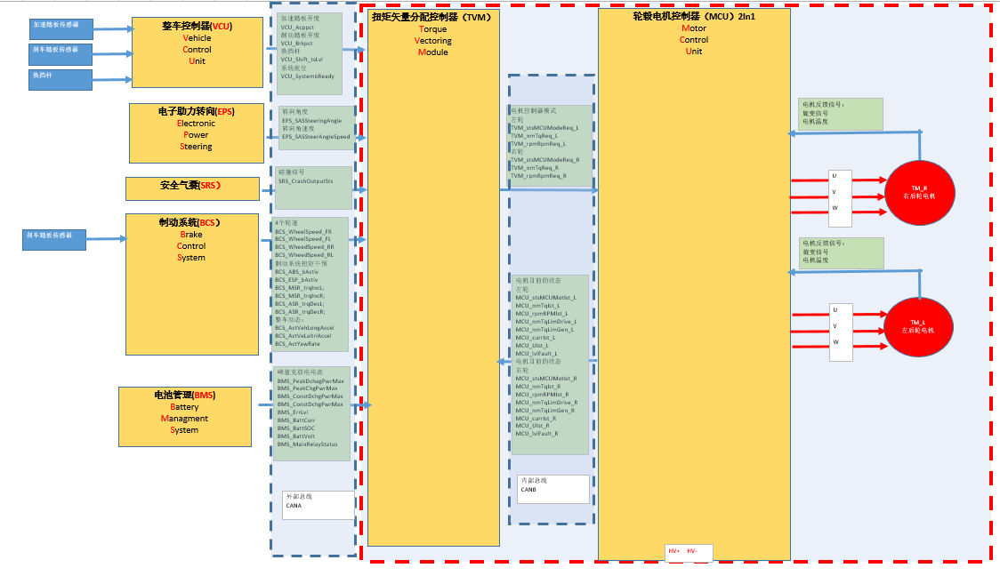 加速踏板传感器
刹车踏板传感器
换挡杆
整车控制器(VCU)
Vehicle
Control
Unit
加速踏板开度
VCU_Acppct
制动踏板开度
VCU_Brkpct
换挡杆
VCU_Shift_tsLvl
系统就位
VCU_SystembReady
电子助力转向(EPS)
Electronic
Power
Steering
转向角度
EPS_SASSteeringAngle
转向角速度
EPS_SASSteerAngleSpeed
安全气囊(SRS)
碰撞信号
SRS_CrashOutputSts
刹车踏板传感器
制动系统(BCS)
Brake
Control
System
4个轮速
BCS_WheelSpeed_FR
BCS_WheelSpeed_FL
BCS_WheedSpeed_RR
BCS_WheedSpeed_RL
制动系统扭矩干预
BCS_ABS_bActiv
BCS_ESP_bActiv
BCS_MSR_trqIncL;
BCS_MSR_trqIncR;
BCS_ASR_trqDecL;
BCS_ASR_trqDecR;
整车动态:
BCS_ActVehLongAccel
BCS_ActVeLaltrlAccel
BCS_ActYawRate
电池管理(BMS)
Battery
Managment
System
峰值充放电电流
BMS_PeakDchagPwrMax
BMS_PeakChgPwrMax
BMS_ConstDchgPwrMax
BMS_ConstDchgPwrMax
BMS_ErrLvl
BMS_BattCurr
BMS_BattSOC
BMS_BattVolt
BMS_MainRelayStatus
外部总线
CANA
扭矩矢量分配控制器(TVM)
Torque
Vectoring
Module
电机控制器模式
左轮
TVM_stsMCUModeReq_L
TVM_nmTqReq_L
TVM_rpmRpmReq_L
右轮
TVM_stsMCUModeReq_R
TVM_nmTqReq_R
TVM_rpmRpmReq_R
电机目前的状态
左轮
MCU_stsMCUMotIst_L
MCU_nmTqIst_L
MCU_rpmRPMIst_L
MCU_nmTqLimDrive_L
MCU_nmTqLimGen_L
MCU_currIst_L
MCU_UIst_L
MCU_lvlFault_L
电机目前的状态
右轮
MCU_stsMCUMotIst_R
MCU_nmTqIst_R
MCU_rpmRPMIst_R
MCU_nmTqLimDrive_R
MCU_nmTqLimGen_R
MCU_currIst_R
MCU_UIst_R
MCU_lvlFault_R
内部总线
CANB
轮毂电机控制器(MCU)2In1
Motor
Control
Unit
HV+ HV-
电机反馈信号:
旋变信号
电机温度
U
V
W
TM_R
右后轮电机
电机反馈信号:
旋变信号
电机温度
U
V
W
TM_L
左后轮电机